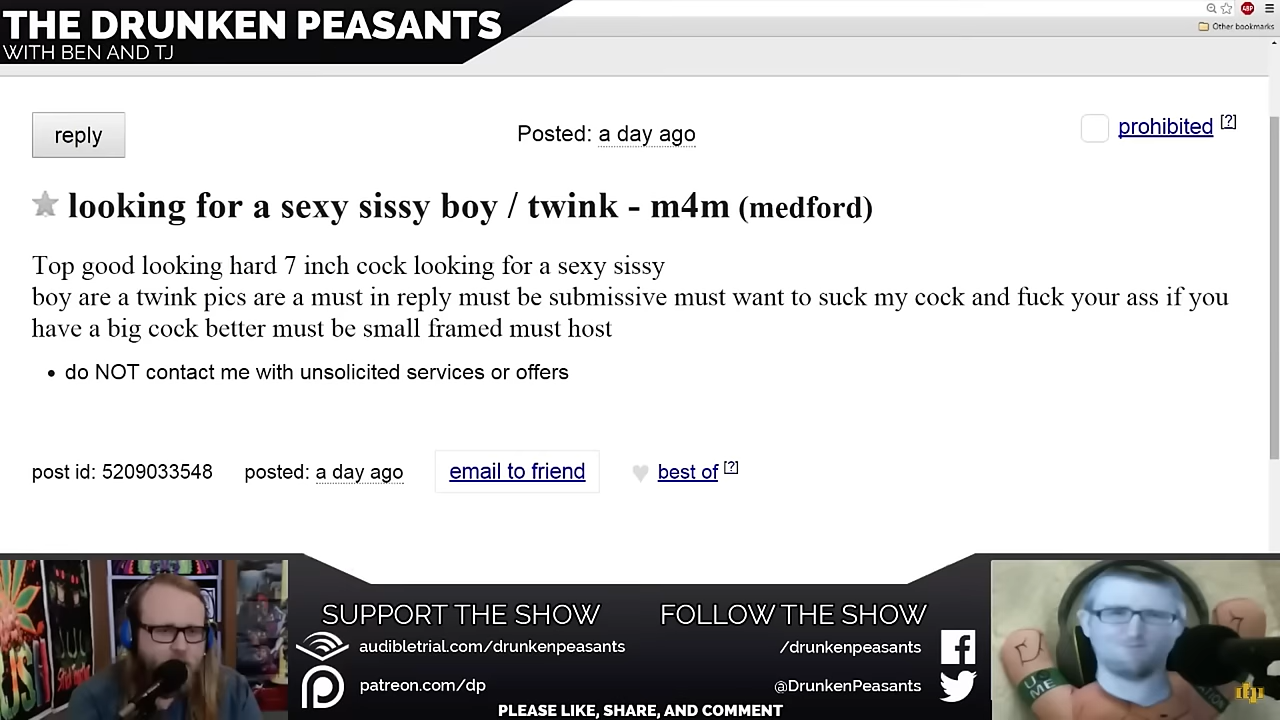 THE DRUNKEN PEASANTS
WITH BEN AND TJ
ABP
Other bookmarks
reply
Posted: a day ago
prohibited [?]
looking for a sexy sissy boy / twink - m4m (medford)
Top good looking hard 7 inch cock looking for a sexy sissy
boy are a twink pics are a must in reply must be submissive must want to suck my cock and fuck your ass if you
have a big cock better must be small framed must host
• do NOT contact me with unsolicited services or offers
post id: 5209033548
posted: a day ago
email to friend
best of [?]
SUPPORT THE SHOW
audibletrial.com/drunkenpeasants
patreon.com/dp
FOLLOW THE SHOW
/drunkenpeasants
@DrunkenPeasants
PLEASE LIKE, SHARE, AND COMMENT
U
ME
dp